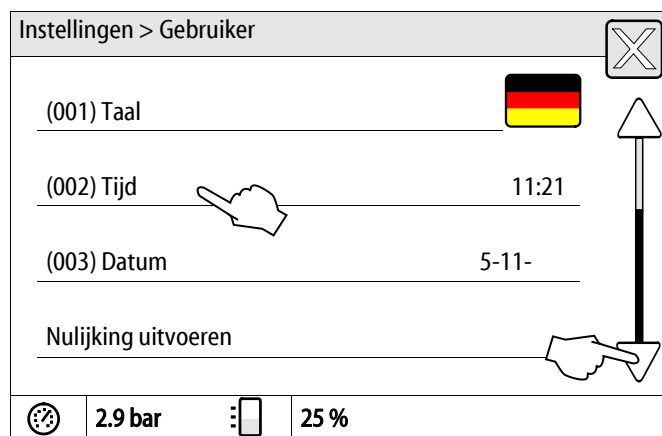 Instellingen > Gebruiker
X
(001) Taal
(002) Tijd 11:21
(003) Datum 5-11-
Nulijking uitvoeren
2.9 bar 25 %